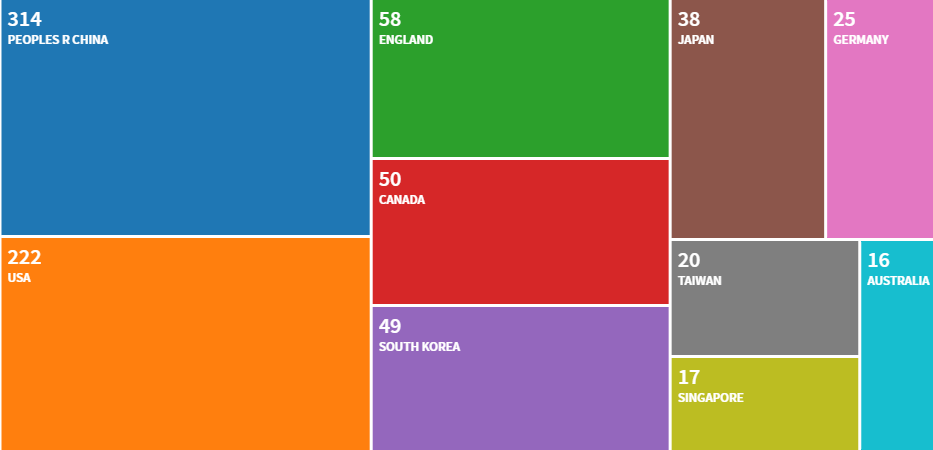 314
PEOPLES R CHINA
222
USA
58
ENGLAND
50
CANADA
49
SOUTH KOREA
38
JAPAN
25
GERMANY
20
TAIWAN
17
SINGAPORE
16
AUSTRALIA